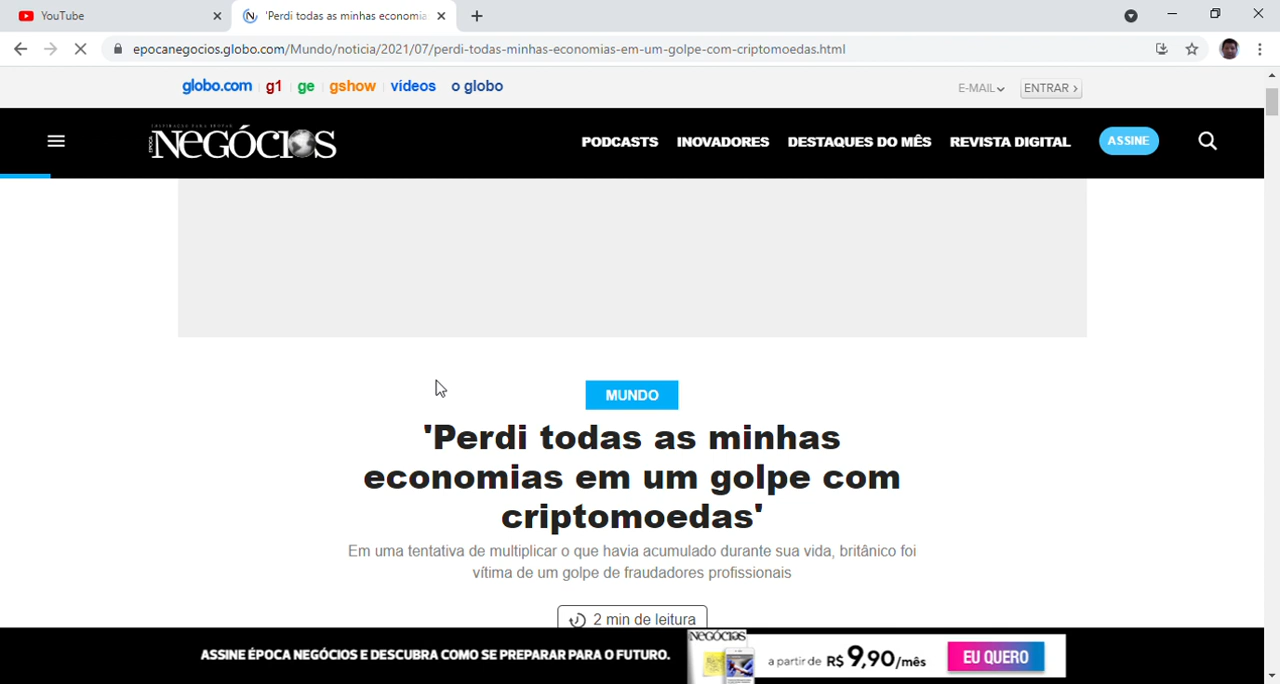 YouTube
'Perdi todas as minhas economia
epocanegocios.globo.com/Mundo/noticia/2021/07/perdi-todas-minhas-economias-em-um-golpe-com-criptomoedas.html
globo.com g1 ge gshow vídeos o globo
E-MAIL ENTRAR ›
ÉPOCA NEGÓCIOS
PODCASTS INOVADORES DESTAQUES DO MÊS REVISTA DIGITAL ASSINE
MUNDO
'Perdi todas as minhas
economias em um golpe com
criptomoedas'
Em uma tentativa de multiplicar o que havia acumulado durante sua vida, britânico foi
vítima de um golpe de fraudadores profissionais
2 min de leitura
ASSINE ÉPOCA NEGÓCIOS E DESCUBRA COMO SE PREPARAR PARA O FUTURO.
NEGÓCIOS
a partir de R$ 9,90/mês
EU QUERO